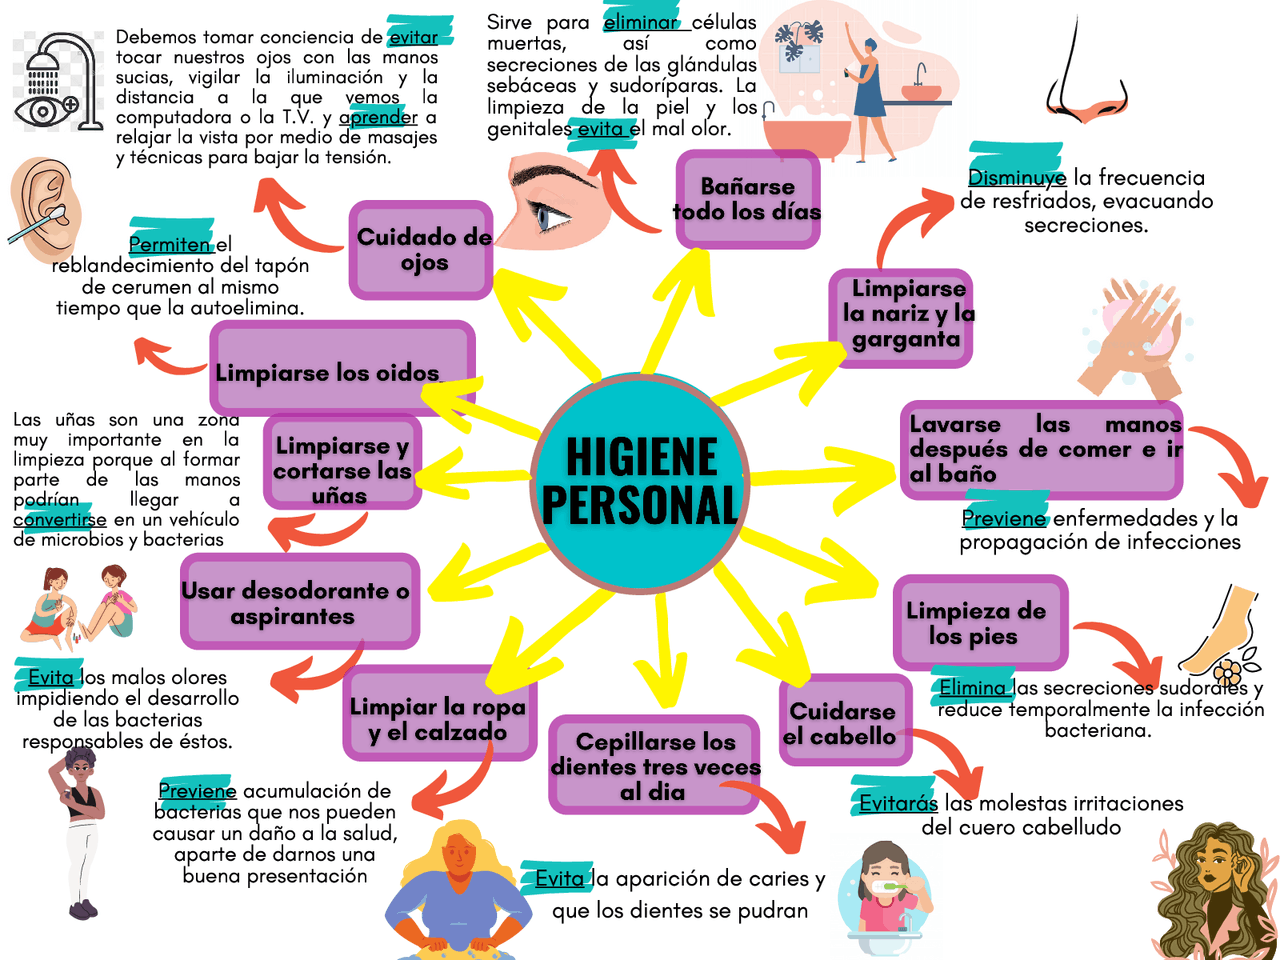 HIGIENE
PERSONAL
Debemos tomar conciencia de evitar
tocar nuestros ojos con las manos
sucias, vigilar la iluminación y la
distancia a la que vemos la
computadora o la T.V. y aprender a
relajar la vista por medio de masajes
y técnicas para bajar la tensión.
Cuidado de
ojos
Sirve para eliminar células
muertas, así como
secreciones de las glándulas
sebáceas y sudoríparas. La
limpieza de la piel y los
genitales evita el mal olor.
Bañarse
todo los días
Disminuye la frecuencia
de resfriados, evacuando
secreciones.
Limpiarse
la nariz y la
garganta
Lavarse las manos
después de comer e ir
al baño
Previene enfermedades y la
propagación de infecciones
Limpieza de
los pies
Elimina las secreciones sudorales y
reduce temporalmente la infección
bacteriana.
Cuidarse
el cabello
Evitarás las molestas irritaciones
del cuero cabelludo
Cepillarse los
dientes tres veces
al dia
Evita la aparición de caries y
que los dientes se pudran
Limpiar la ropa
y el calzado
Previene acumulación de
bacterias que nos pueden
causar un daño a la salud,
aparte de darnos una
buena presentación
Usar desodorante o
aspirantes
Evita los malos olores
impidiendo el desarrollo
de las bacterias
responsables de éstos.
Limpiarse y
cortarse las
uñas
Las uñas son una zona
muy importante en la
limpieza porque al formar
parte de las manos
podrían llegar a
convertirse en un vehículo
de microbios y bacterias
Limpiarse los oidos
Permiten el
reblandecimiento del tapón
de cerumen al mismo
tiempo que la autoelimina.